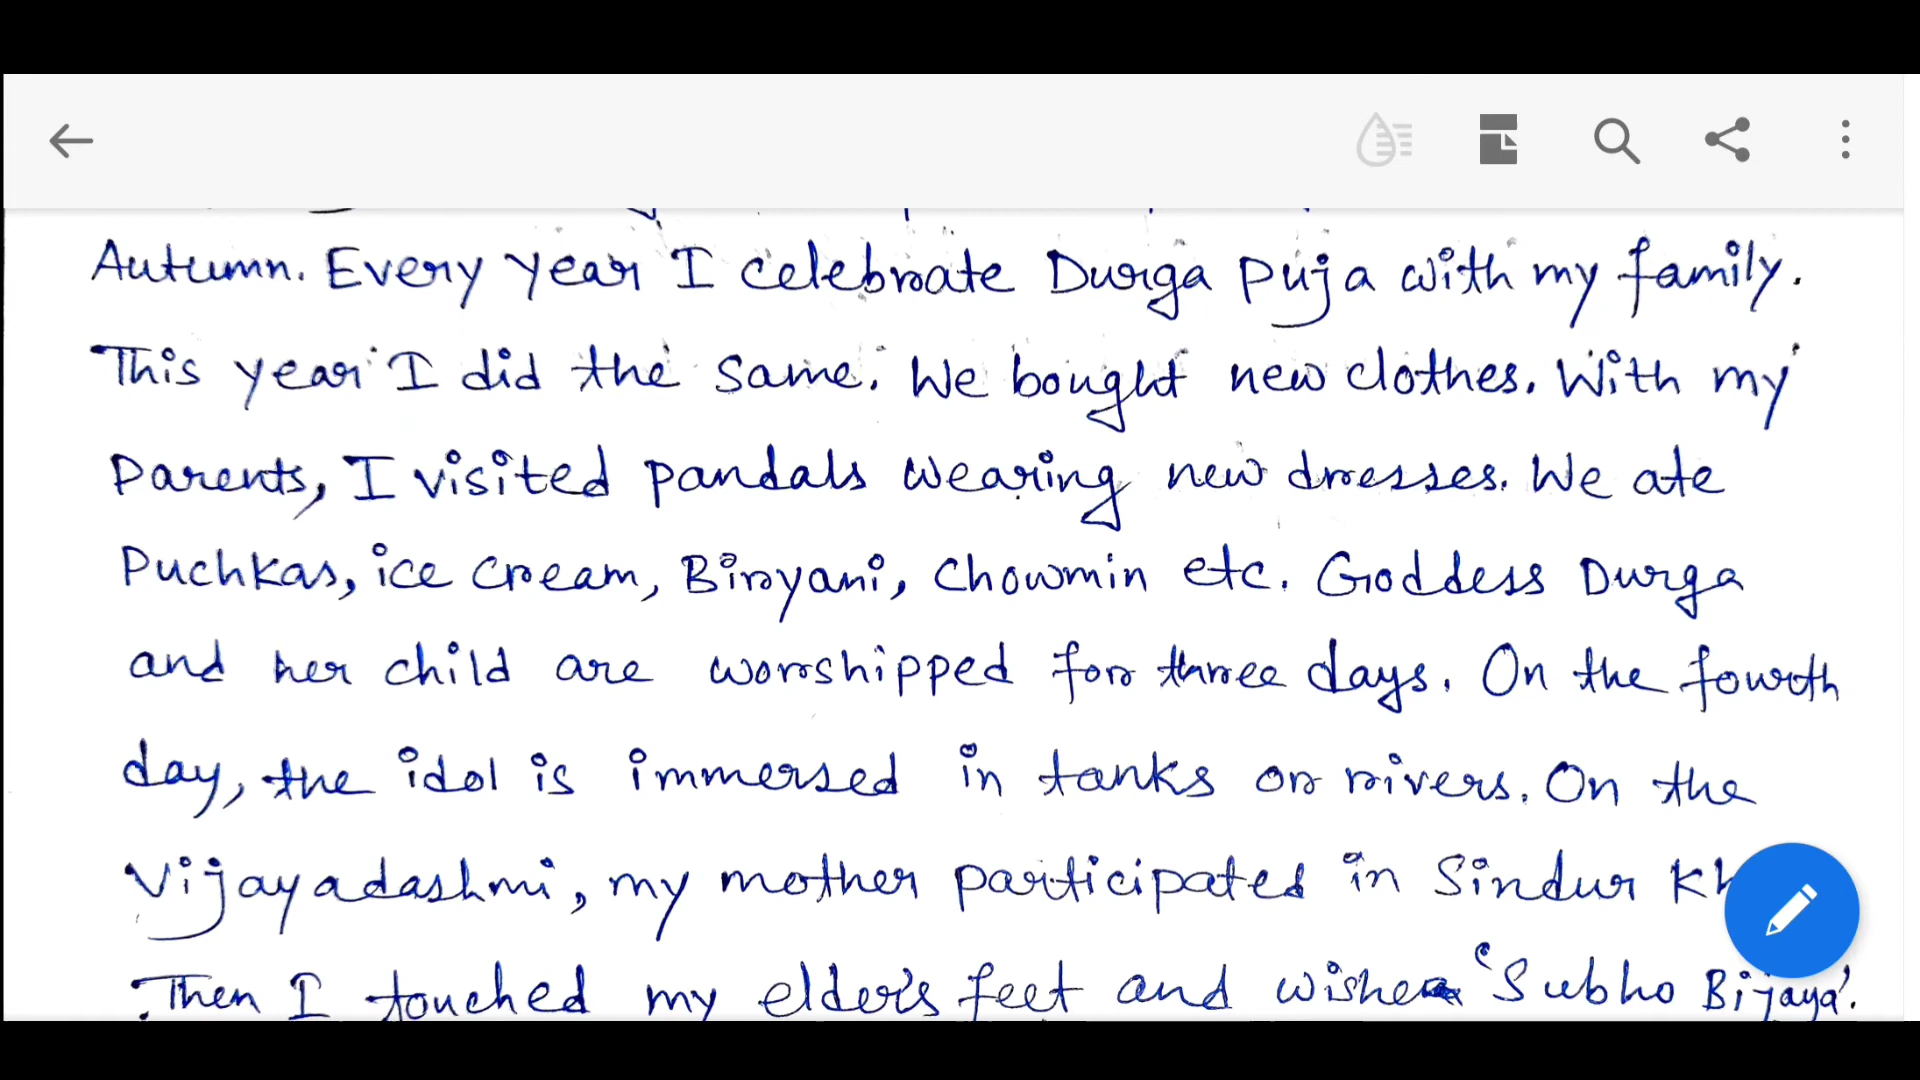 Autumn. Every year I celebrate Durga Puja with my family.
This year I did the same. We bought new clothes. With my
Parents, I visited pandals wearing new dresses. We ate
Puchkas, ice cream, Biryani, Chowmin etc. Goddess Durga
and her child are worshipped for three days. On the fourth
day, the idol is immersed in tanks or rivers. On the
Vijayadashmi, my mother participated in Sindur
Then I touched my elder's feet and wished 'Subho Bijaya'.